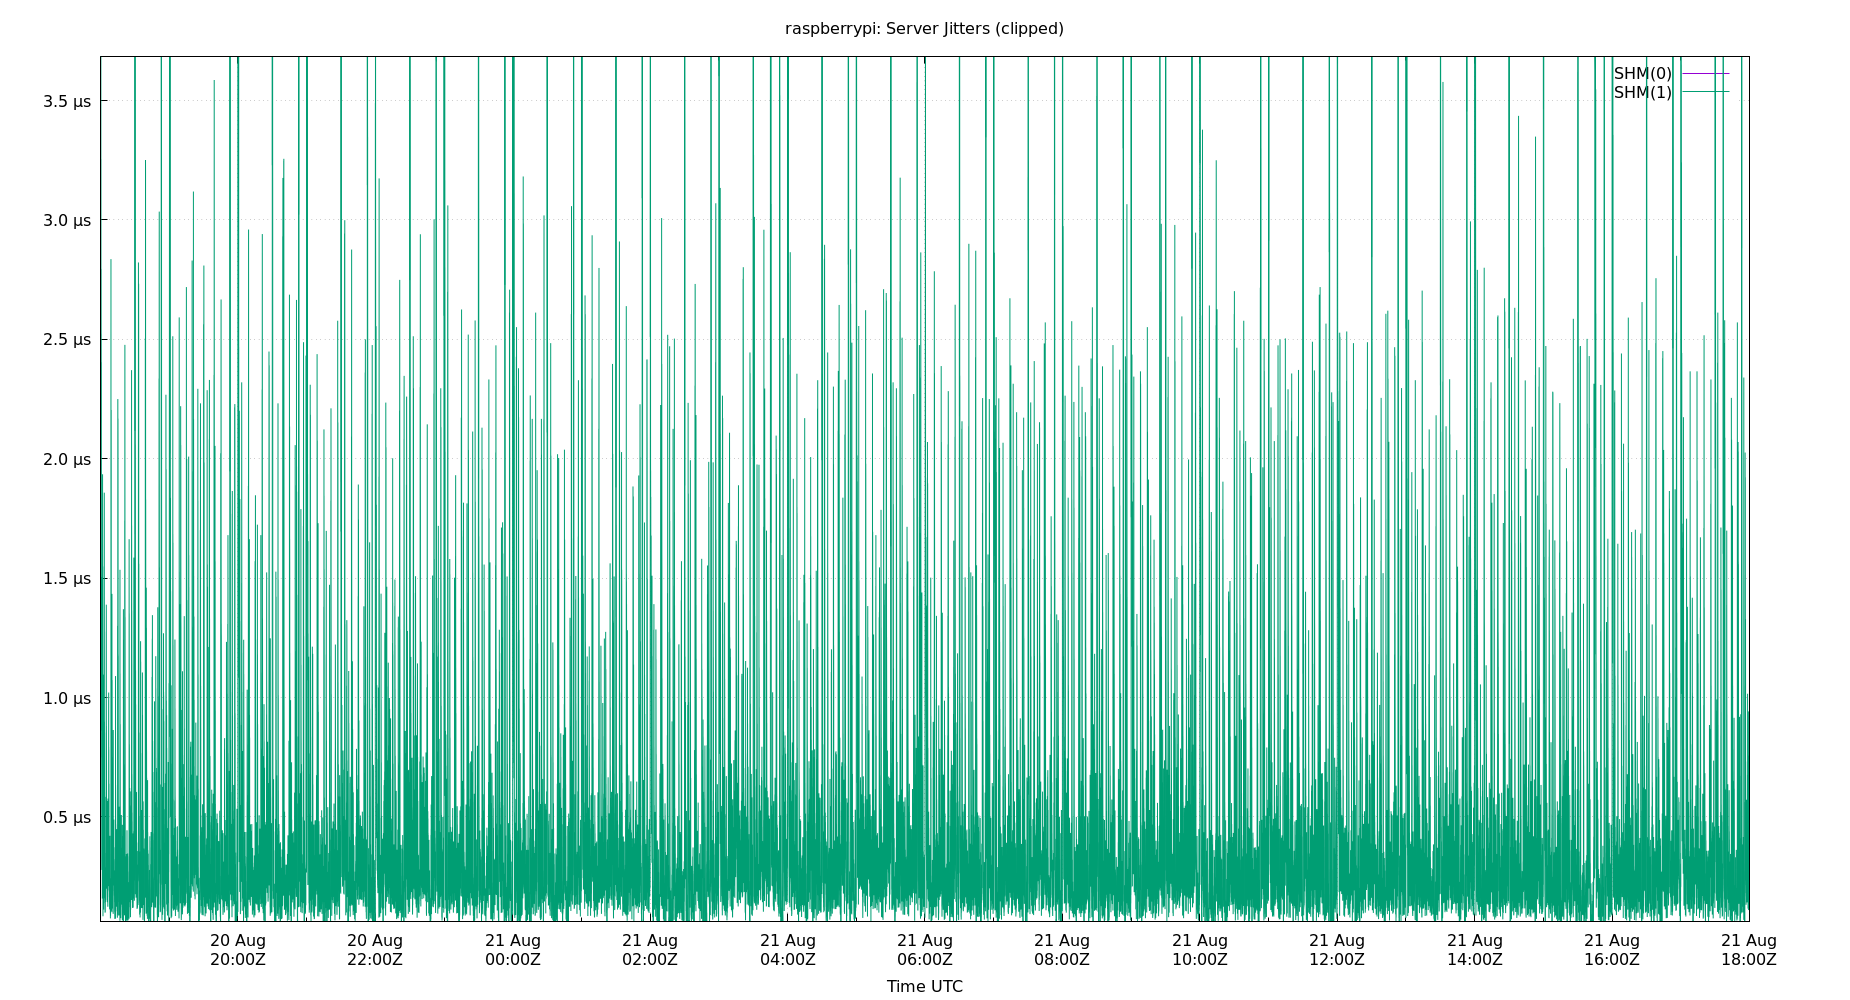 raspberrypi: Server Jitters (clipped)
SHM(0)
SHM(1)
3.5 µs
3.0 µs
2.5 µs
2.0 µs
1.5 µs
1.0 µs
0.5 µs
20 Aug 20 Aug 21 Aug 21 Aug 21 Aug 21 Aug 21 Aug 21 Aug 21 Aug 21 Aug 21 Aug 21 Aug
20:00Z 22:00Z 00:00Z 02:00Z 04:00Z 06:00Z 08:00Z 10:00Z 12:00Z 14:00Z 16:00Z 18:00Z
Time UTC